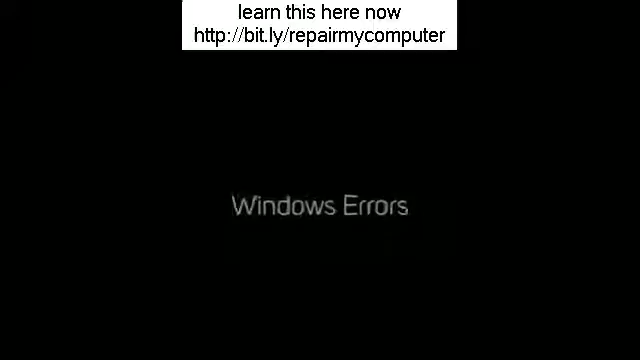 learn this here now
http://bit.ly/repairmycomputer
Windows Errors